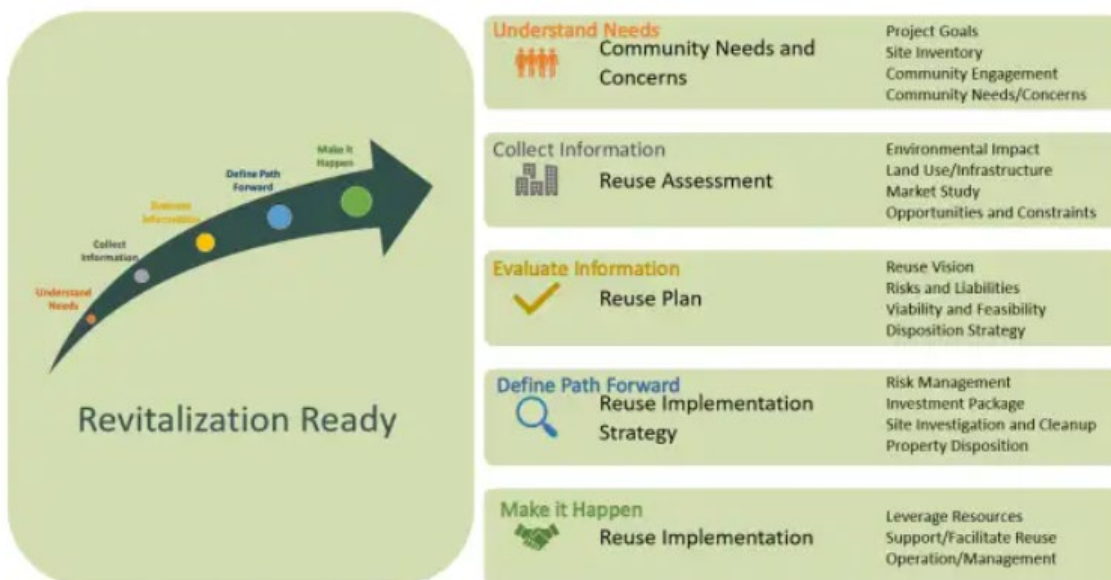 Make it
Happen
Define Path
Forward
Evaluate
Information
Collect
Information
Understand
Needs
Revitalization Ready
Understand Needs
Community Needs and
Concerns
Project Goals
Site Inventory
Community Engagement
Community Needs/Concerns
Collect Information
Reuse Assessment
Environmental Impact
Land Use/Infrastructure
Market Study
Opportunities and Constraints
Evaluate Information
Reuse Plan
Reuse Vision
Risks and Liabilities
Viability and Feasibility
Disposition Strategy
Define Path Forward
Reuse Implementation
Strategy
Risk Management
Investment Package
Site Investigation and Cleanup
Property Disposition
Make it Happen
Reuse Implementation
Leverage Resources
Support/Facilitate Reuse
Operation/Management